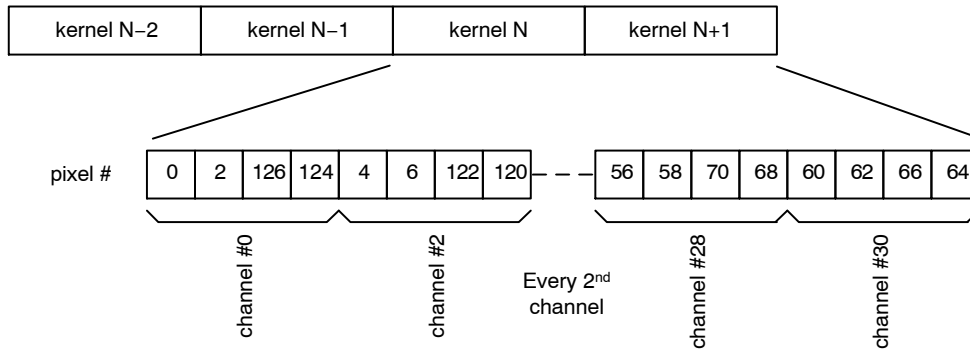 kernel N−2 kernel N−1 kernel N kernel N+1
pixel # 0 2 126 124 4 6 122 120 56 58 70 68 60 62 66 64
channel #0
channel #2
Every 2nd
channel
channel #28
channel #30